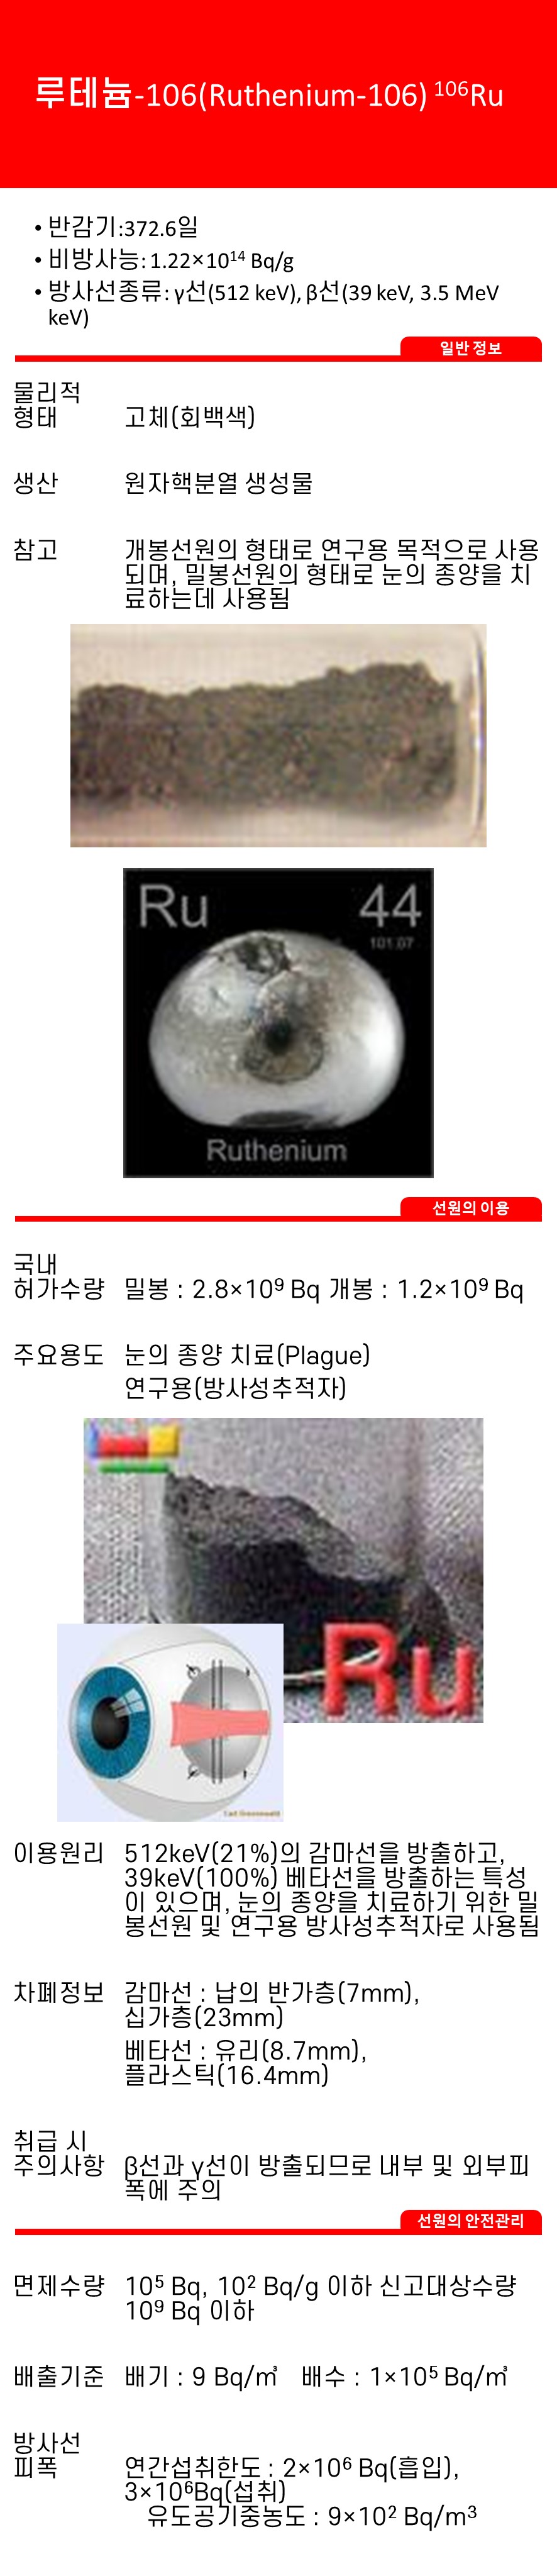 루테늄-106(Ruthenium-106) ¹⁰⁶Ru
• 반감기:372.6일
• 비방사능: 1.22×10¹⁴ Bq/g
• 방사선종류: γ선(512 keV), β선(39 keV, 3.5 MeV
keV)
일반 정보
물리적
형태 고체(회백색)
생산 원자핵분열 생성물
참고 개봉선원의 형태로 연구용 목적으로 사용
되며, 밀봉선원의 형태로 눈의 종양을 치
료하는데 사용됨
Ru 44
101.07
Ruthenium
선원의 이용
국내
허가수량 밀봉 : 2.8×10⁹ Bq 개봉 : 1.2×10⁹ Bq
주요용도 눈의 종양 치료(Plague)
연구용(방사성추적자)
Ru
이용원리 512keV(21%)의 감마선을 방출하고,
39keV(100%) 베타선을 방출하는 특성
이 있으며, 눈의 종양을 치료하기 위한 밀
봉선원 및 연구용 방사성추적자로 사용됨
차폐정보 감마선 : 납의 반가층(7mm),
십가층(23mm)
베타선 : 유리(8.7mm),
플라스틱(16.4mm)
취급 시
주의사항 β선과 γ선이 방출되므로 내부 및 외부피
폭에 주의
선원의 안전관리
면제수량 10⁵ Bq, 10² Bq/g 이하 신고대상수량
10⁹ Bq 이하
배출기준 배기 : 9 Bq/㎥ 배수 : 1×10⁵ Bq/㎥
방사선
피폭 연간섭취한도 : 2×10⁶ Bq(흡입),
3×10⁶Bq(섭취)
유도공기중농도 : 9×10² Bq/m³